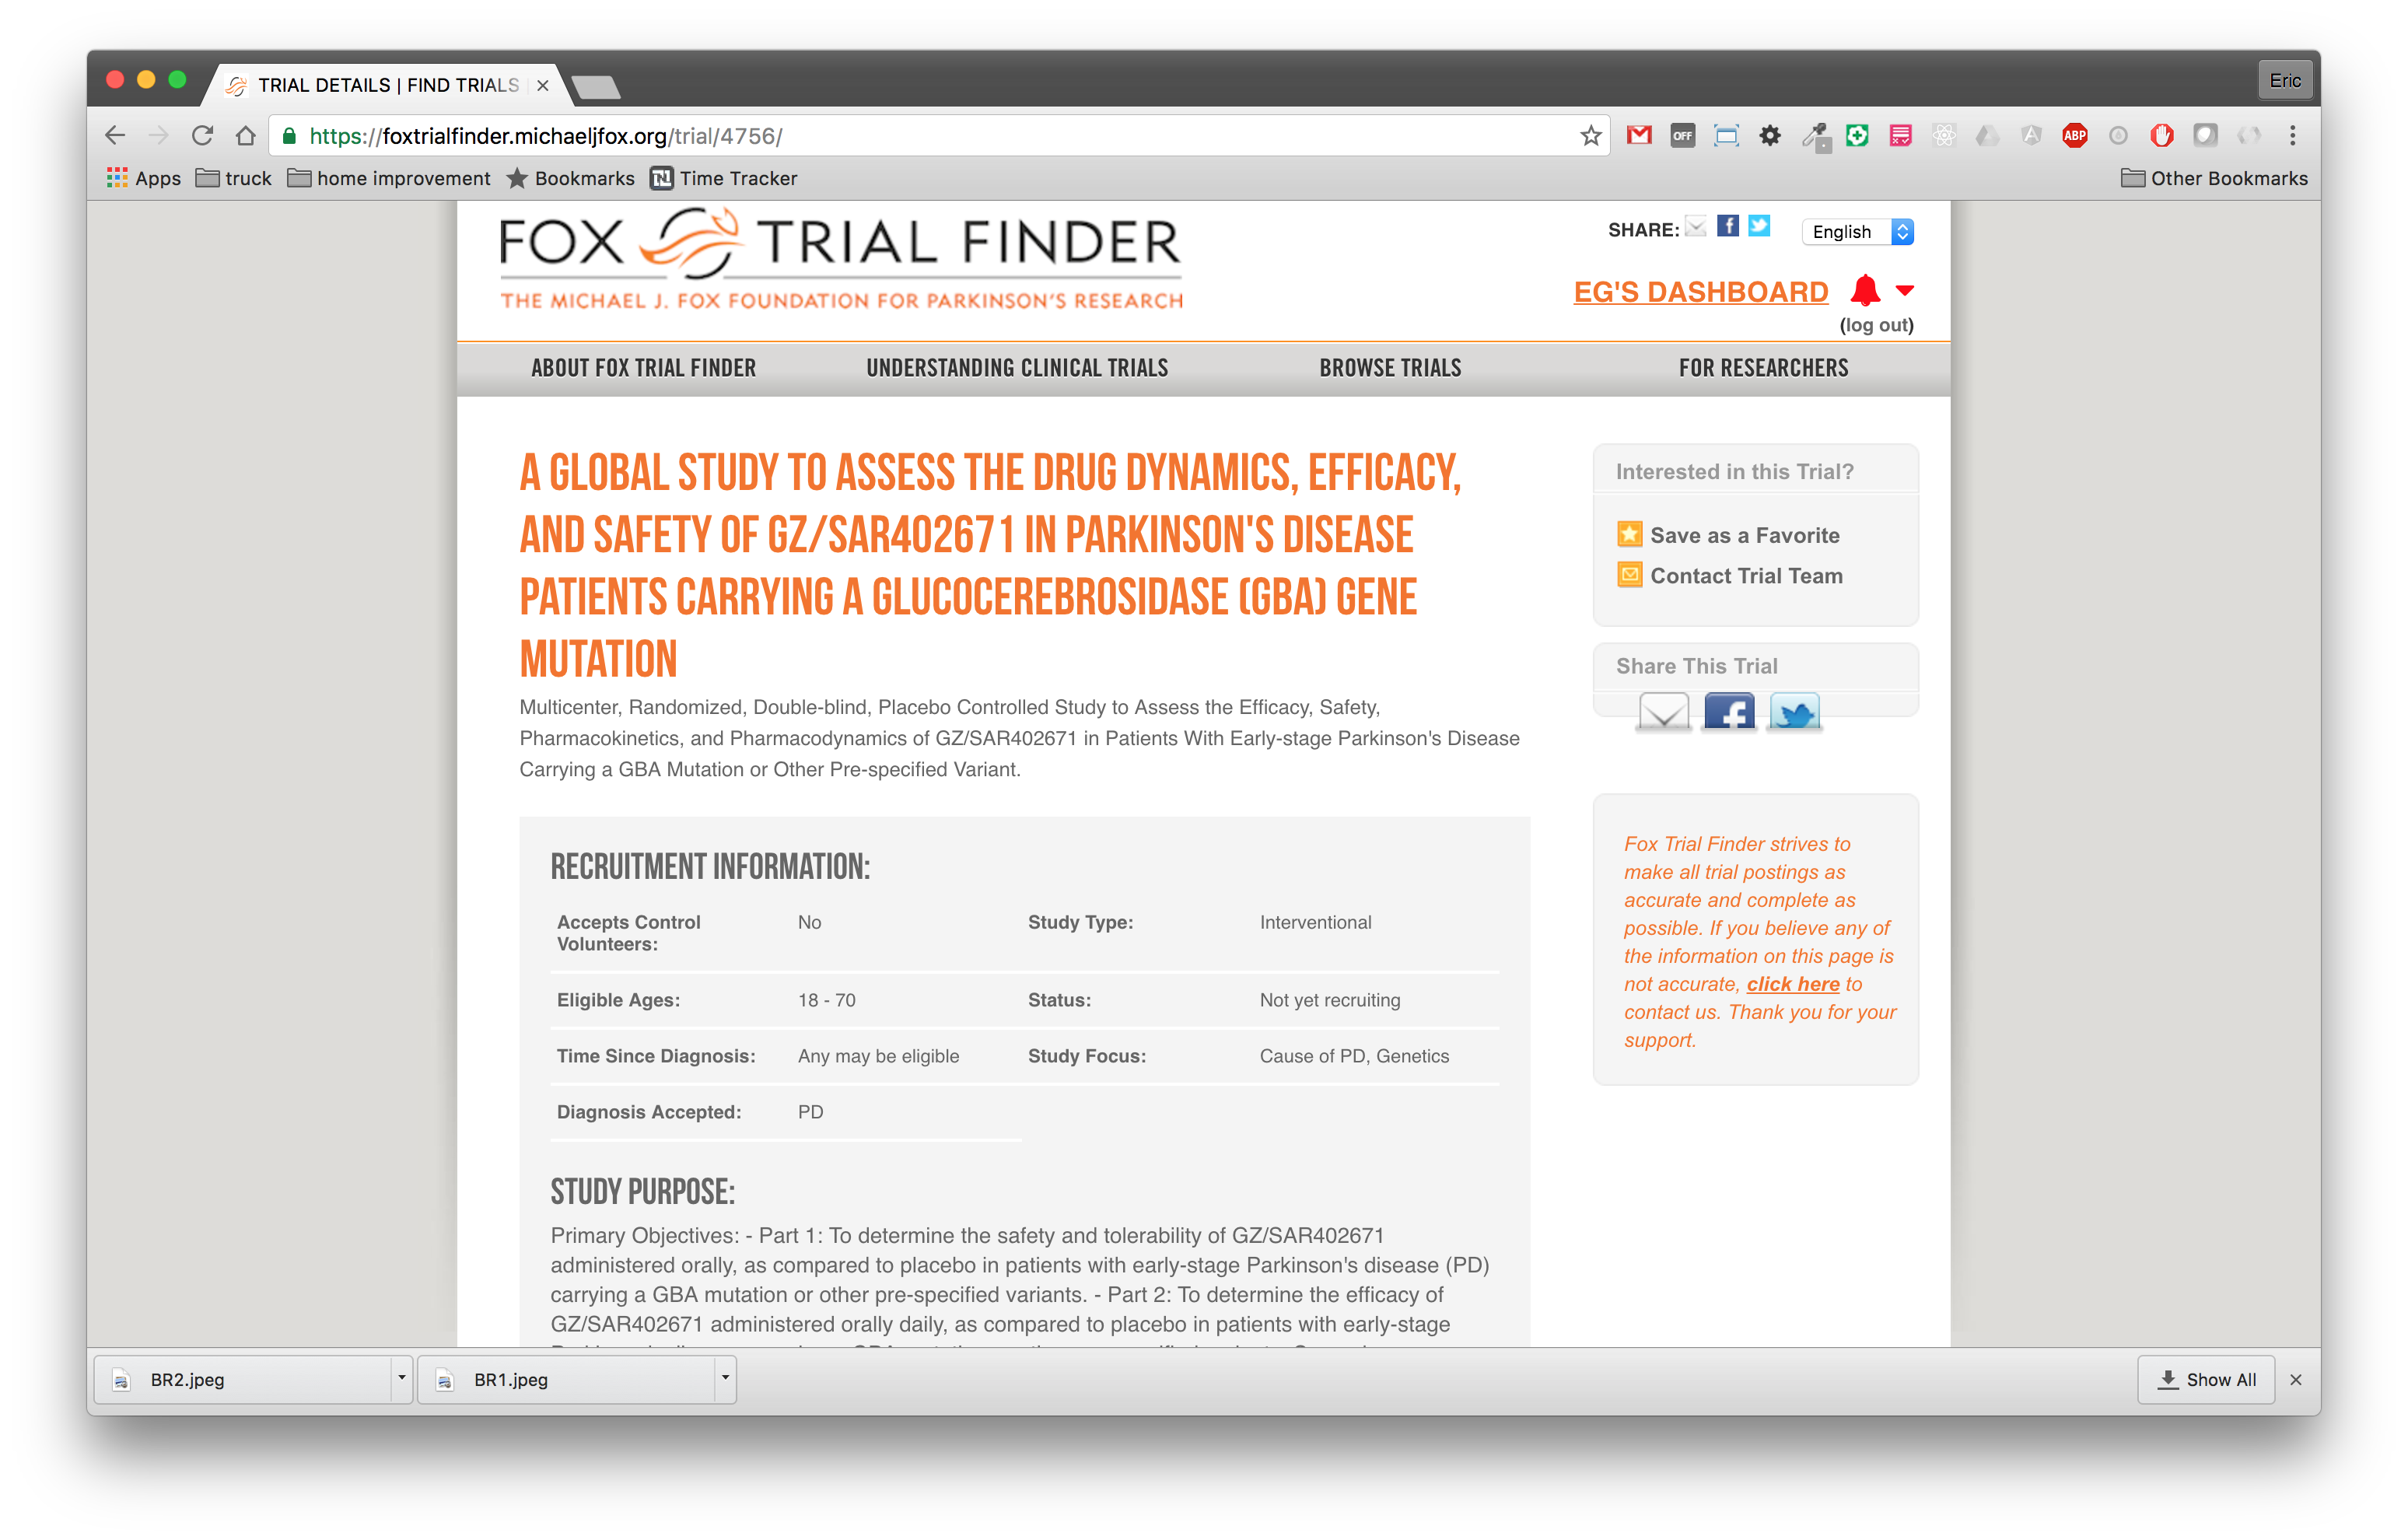 TRIAL DETAILS | FIND TRIALS
Eric
https://foxtrialfinder.michaeljfox.org/trial/4756/
OFF
ABP
Apps truck home improvement Bookmarks Time Tracker Other Bookmarks
FOX TRIAL FINDER
THE MICHAEL J. FOX FOUNDATION FOR PARKINSON'S RESEARCH
SHARE: English
EG'S DASHBOARD
(log out)
ABOUT FOX TRIAL FINDER UNDERSTANDING CLINICAL TRIALS BROWSE TRIALS FOR RESEARCHERS
A GLOBAL STUDY TO ASSESS THE DRUG DYNAMICS, EFFICACY,
AND SAFETY OF GZ/SAR402671 IN PARKINSON'S DISEASE
PATIENTS CARRYING A GLUCOCEREBROSIDASE (GBA) GENE
MUTATION
Multicenter, Randomized, Double-blind, Placebo Controlled Study to Assess the Efficacy, Safety,
Pharmacokinetics, and Pharmacodynamics of GZ/SAR402671 in Patients With Early-stage Parkinson's Disease
Carrying a GBA Mutation or Other Pre-specified Variant.
RECRUITMENT INFORMATION:
Accepts Control
Volunteers:
No
Study Type: Interventional
Eligible Ages: 18 - 70 Status: Not yet recruiting
Time Since Diagnosis: Any may be eligible Study Focus: Cause of PD, Genetics
Diagnosis Accepted: PD
STUDY PURPOSE:
Primary Objectives: - Part 1: To determine the safety and tolerability of GZ/SAR402671
administered orally, as compared to placebo in patients with early-stage Parkinson's disease (PD)
carrying a GBA mutation or other pre-specified variants. - Part 2: To determine the efficacy of
GZ/SAR402671 administered orally daily, as compared to placebo in patients with early-stage
Interested in this Trial?
Save as a Favorite
Contact Trial Team
Share This Trial
Fox Trial Finder strives to
make all trial postings as
accurate and complete as
possible. If you believe any of
the information on this page is
not accurate, click here to
contact us. Thank you for your
support.
BR2.jpeg BR1.jpeg Show All